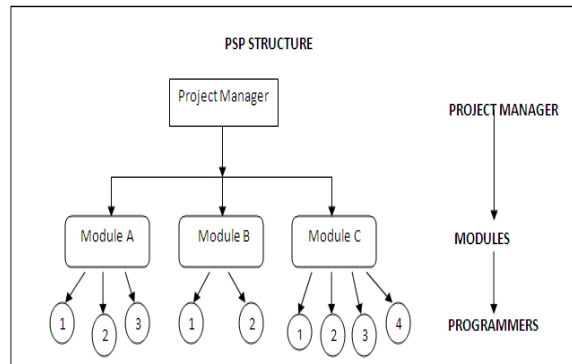 PSP STRUCTURE
Project Manager
PROJECT MANAGER
Module A
Module B
Module C
MODULES
1
2
3
1
2
1
2
3
4
PROGRAMMERS